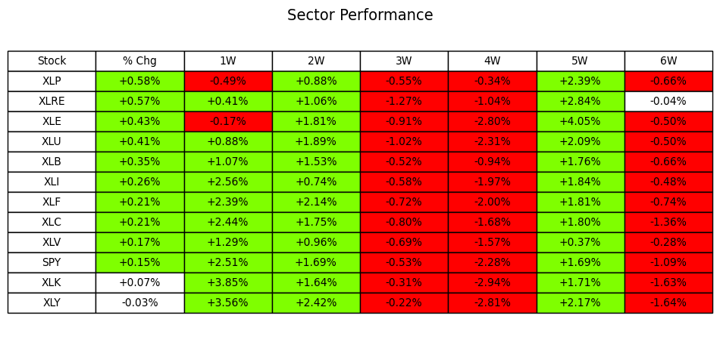 Sector Performance
Stock % Chg 1W 2W 3W 4W 5W 6W
XLP +0.58% -0.49% +0.88% -0.55% -0.34% +2.39% -0.66%
XLRE +0.57% +0.41% +1.06% -1.27% -1.04% +2.84% -0.04%
XLE +0.43% -0.17% +1.81% -0.91% -2.80% +4.05% -0.50%
XLU +0.41% +0.88% +1.89% -1.02% -2.31% +2.09% -0.50%
XLB +0.35% +1.07% +1.53% -0.52% -0.94% +1.76% -0.66%
XLI +0.26% +2.56% +0.74% -0.58% -1.97% +1.84% -0.48%
XLF +0.21% +2.39% +2.14% -0.72% -2.00% +1.81% -0.74%
XLC +0.21% +2.44% +1.75% -0.80% -1.68% +1.80% -1.36%
XLV +0.17% +1.29% +0.96% -0.69% -1.57% +0.37% -0.28%
SPY +0.15% +2.51% +1.69% -0.53% -2.28% +1.69% -1.09%
XLK +0.07% +3.85% +1.64% -0.31% -2.94% +1.71% -1.63%
XLY -0.03% +3.56% +2.42% -0.22% -2.81% +2.17% -1.64%